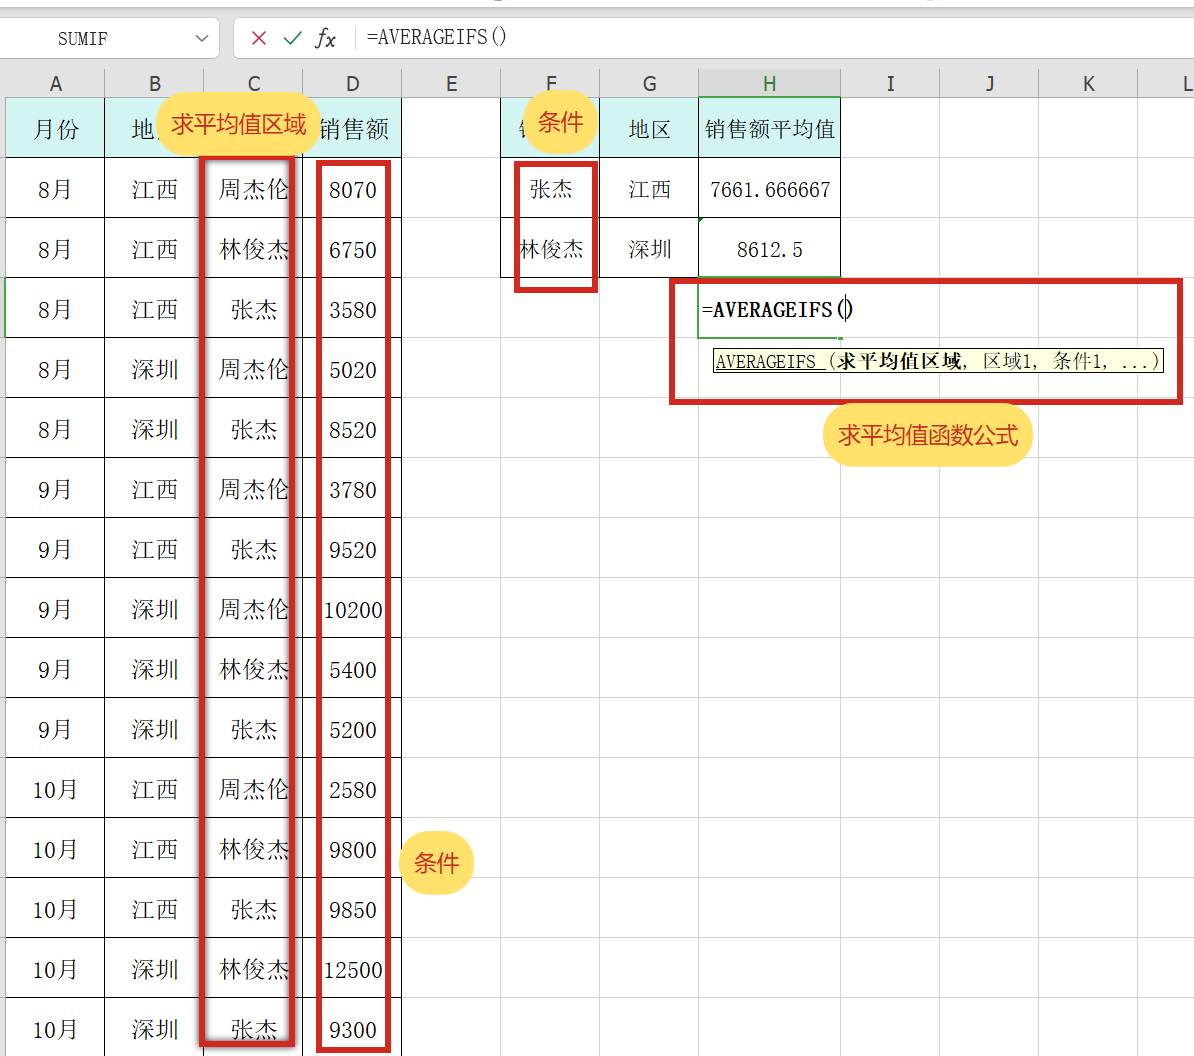 SUMIF =AVERAGEIFS()
A B C D E F G H I J K L
月份 地 求平均值区域 销售额 条件 地区 销售额平均值
8月 江西 周杰伦 8070 张杰 江西 7661.666667
8月 江西 林俊杰 6750 林俊杰 深圳 8612.5
8月 江西 张杰 3580 =AVERAGEIFS()
8月 深圳 周杰伦 5020 AVERAGEIFS (求平均值区域, 区域1, 条件1, ...)
8月 深圳 张杰 8520 求平均值函数公式
9月 江西 周杰伦 3780
9月 江西 张杰 9520
9月 深圳 周杰伦 10200
9月 深圳 林俊杰 5400
9月 深圳 张杰 5200
10月 江西 周杰伦 2580
10月 江西 林俊杰 9800 条件
10月 江西 张杰 9850
10月 深圳 林俊杰 12500
10月 深圳 张杰 9300